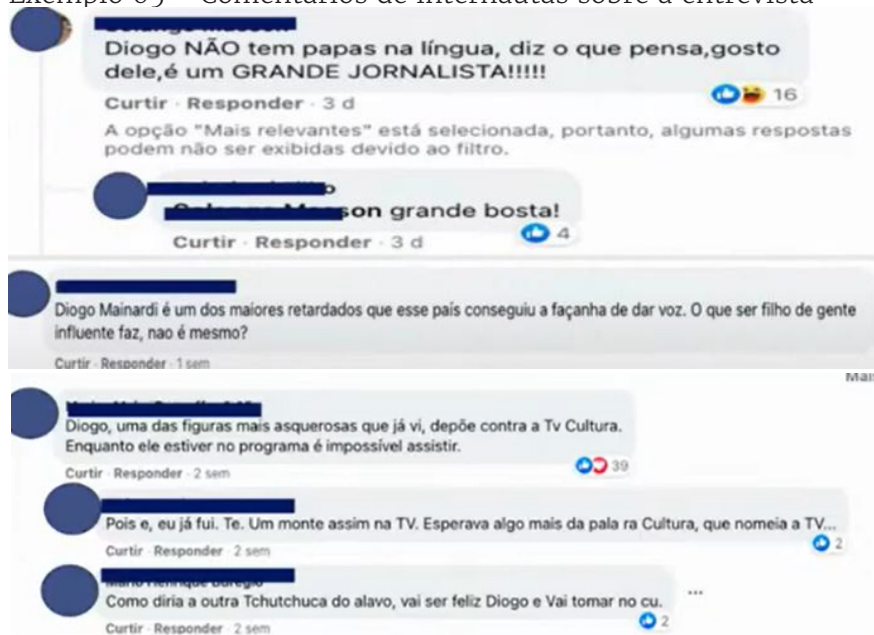 Exemplo 03 – Comentários de internautas sobre a entrevista
Diogo NÃO tem papas na língua, diz o que pensa,gosto
dele,é um GRANDE JORNALISTA!!!!!
16
Curtir · Responder · 3 d
A opção "Mais relevantes" está selecionada, portanto, algumas respostas
podem não ser exibidas devido ao filtro.
son grande bosta!
4
Curtir · Responder · 3 d
Diogo Mainardi é um dos maiores retardados que esse país conseguiu a façanha de dar voz. O que ser filho de gente
influente faz, nao é mesmo?
Curtir · Responder · 1 sem
Mais
Diogo, uma das figuras mais asquerosas que já vi, depõe contra a Tv Cultura.
Enquanto ele estiver no programa é impossível assistir.
39
Curtir · Responder · 2 sem
Pois e, eu já fui. Te. Um monte assim na TV. Esperava algo mais da pala ra Cultura, que nomeia a TV...
2
Curtir · Responder · 2 sem
Como diria a outra Tchutchuca do alavo, vai ser feliz Diogo e Vai tomar no cu.
...
2
Curtir · Responder · 2 sem